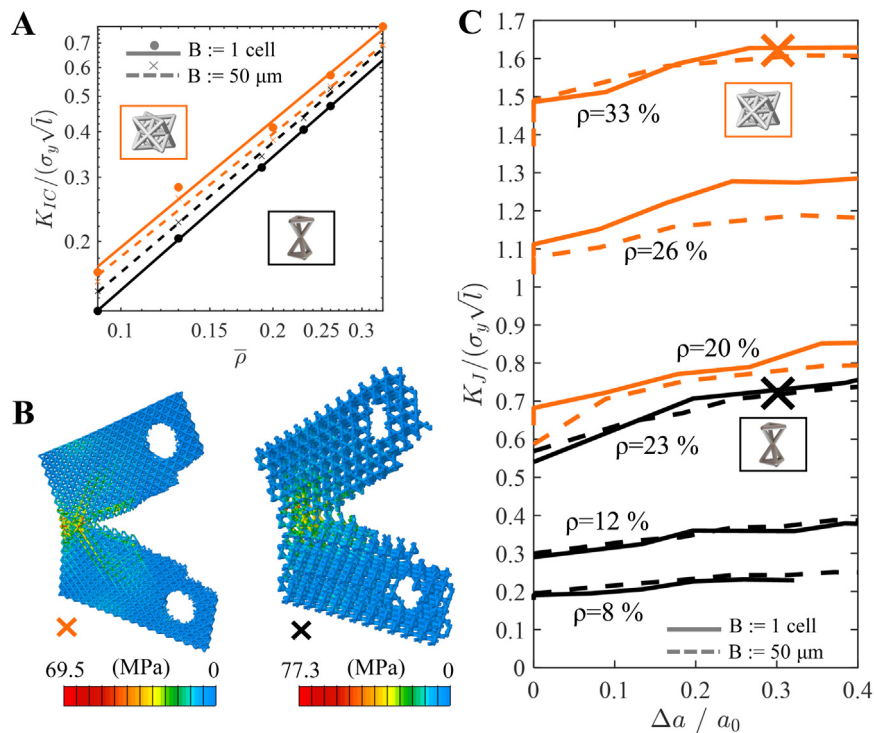 A
K_IC/(σ_y√l)
0.7
0.6
0.5
0.4
0.3
0.2
B := 1 cell
B := 50 μm
0.1
0.15
0.2
0.3
ρ̅
B
69.5 (MPa) 0
77.3 (MPa) 0
C
K_J/(σ_y√l)
1.7
1.6
1.5
1.4
1.3
1.2
1.1
1
0.9
0.8
0.7
0.6
0.5
0.4
0.3
0.2
0.1
0
ρ=33 %
ρ=26 %
ρ=20 %
ρ=23 %
ρ=12 %
ρ=8 %
B := 1 cell
B := 50 μm
0
0.1
0.2
0.3
0.4
Δa / a₀